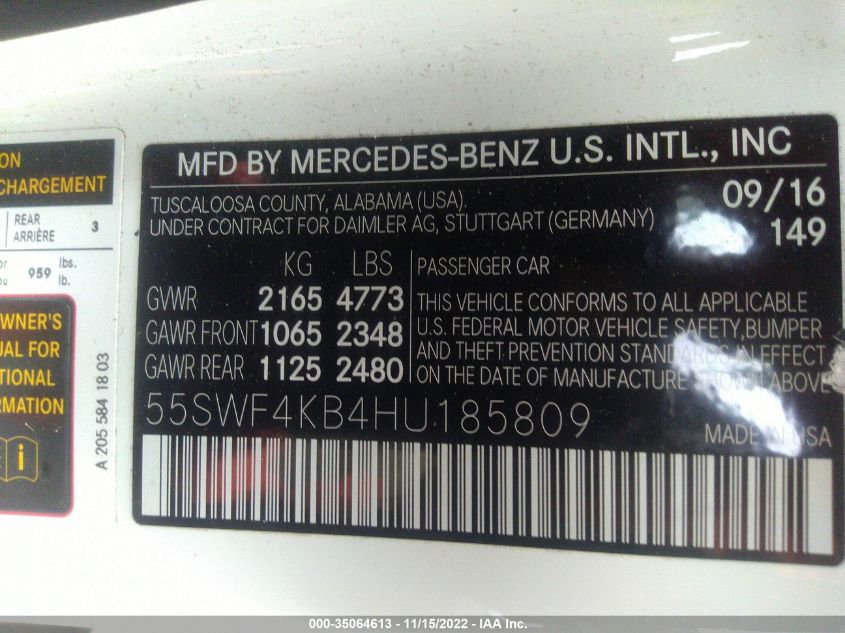 ON
CHARGEMENT
REAR
ARRIÈRE 3
or
ou 959 lbs.
lb.
WNER'S
UAL FOR
TIONAL
RMATION
i
A 205 584 18 03
MFD BY MERCEDES-BENZ U.S. INTL., INC
TUSCALOOSA COUNTY, ALABAMA (USA). 09/16
UNDER CONTRACT FOR DAIMLER AG, STUTTGART (GERMANY) 149
KG LBS PASSENGER CAR
GVWR 2165 4773
GAWR FRONT 1065 2348
GAWR REAR 1125 2480
THIS VEHICLE CONFORMS TO ALL APPLICABLE
U.S. FEDERAL MOTOR VEHICLE SAFETY, BUMPER
AND THEFT PREVENTION STANDARDS IN EFFECT
ON THE DATE OF MANUFACTURE SHOWN ABOVE
55SWF4KB4HU185809
MADE IN USA
000-35064613 - 11/15/2022 - IAA Inc.